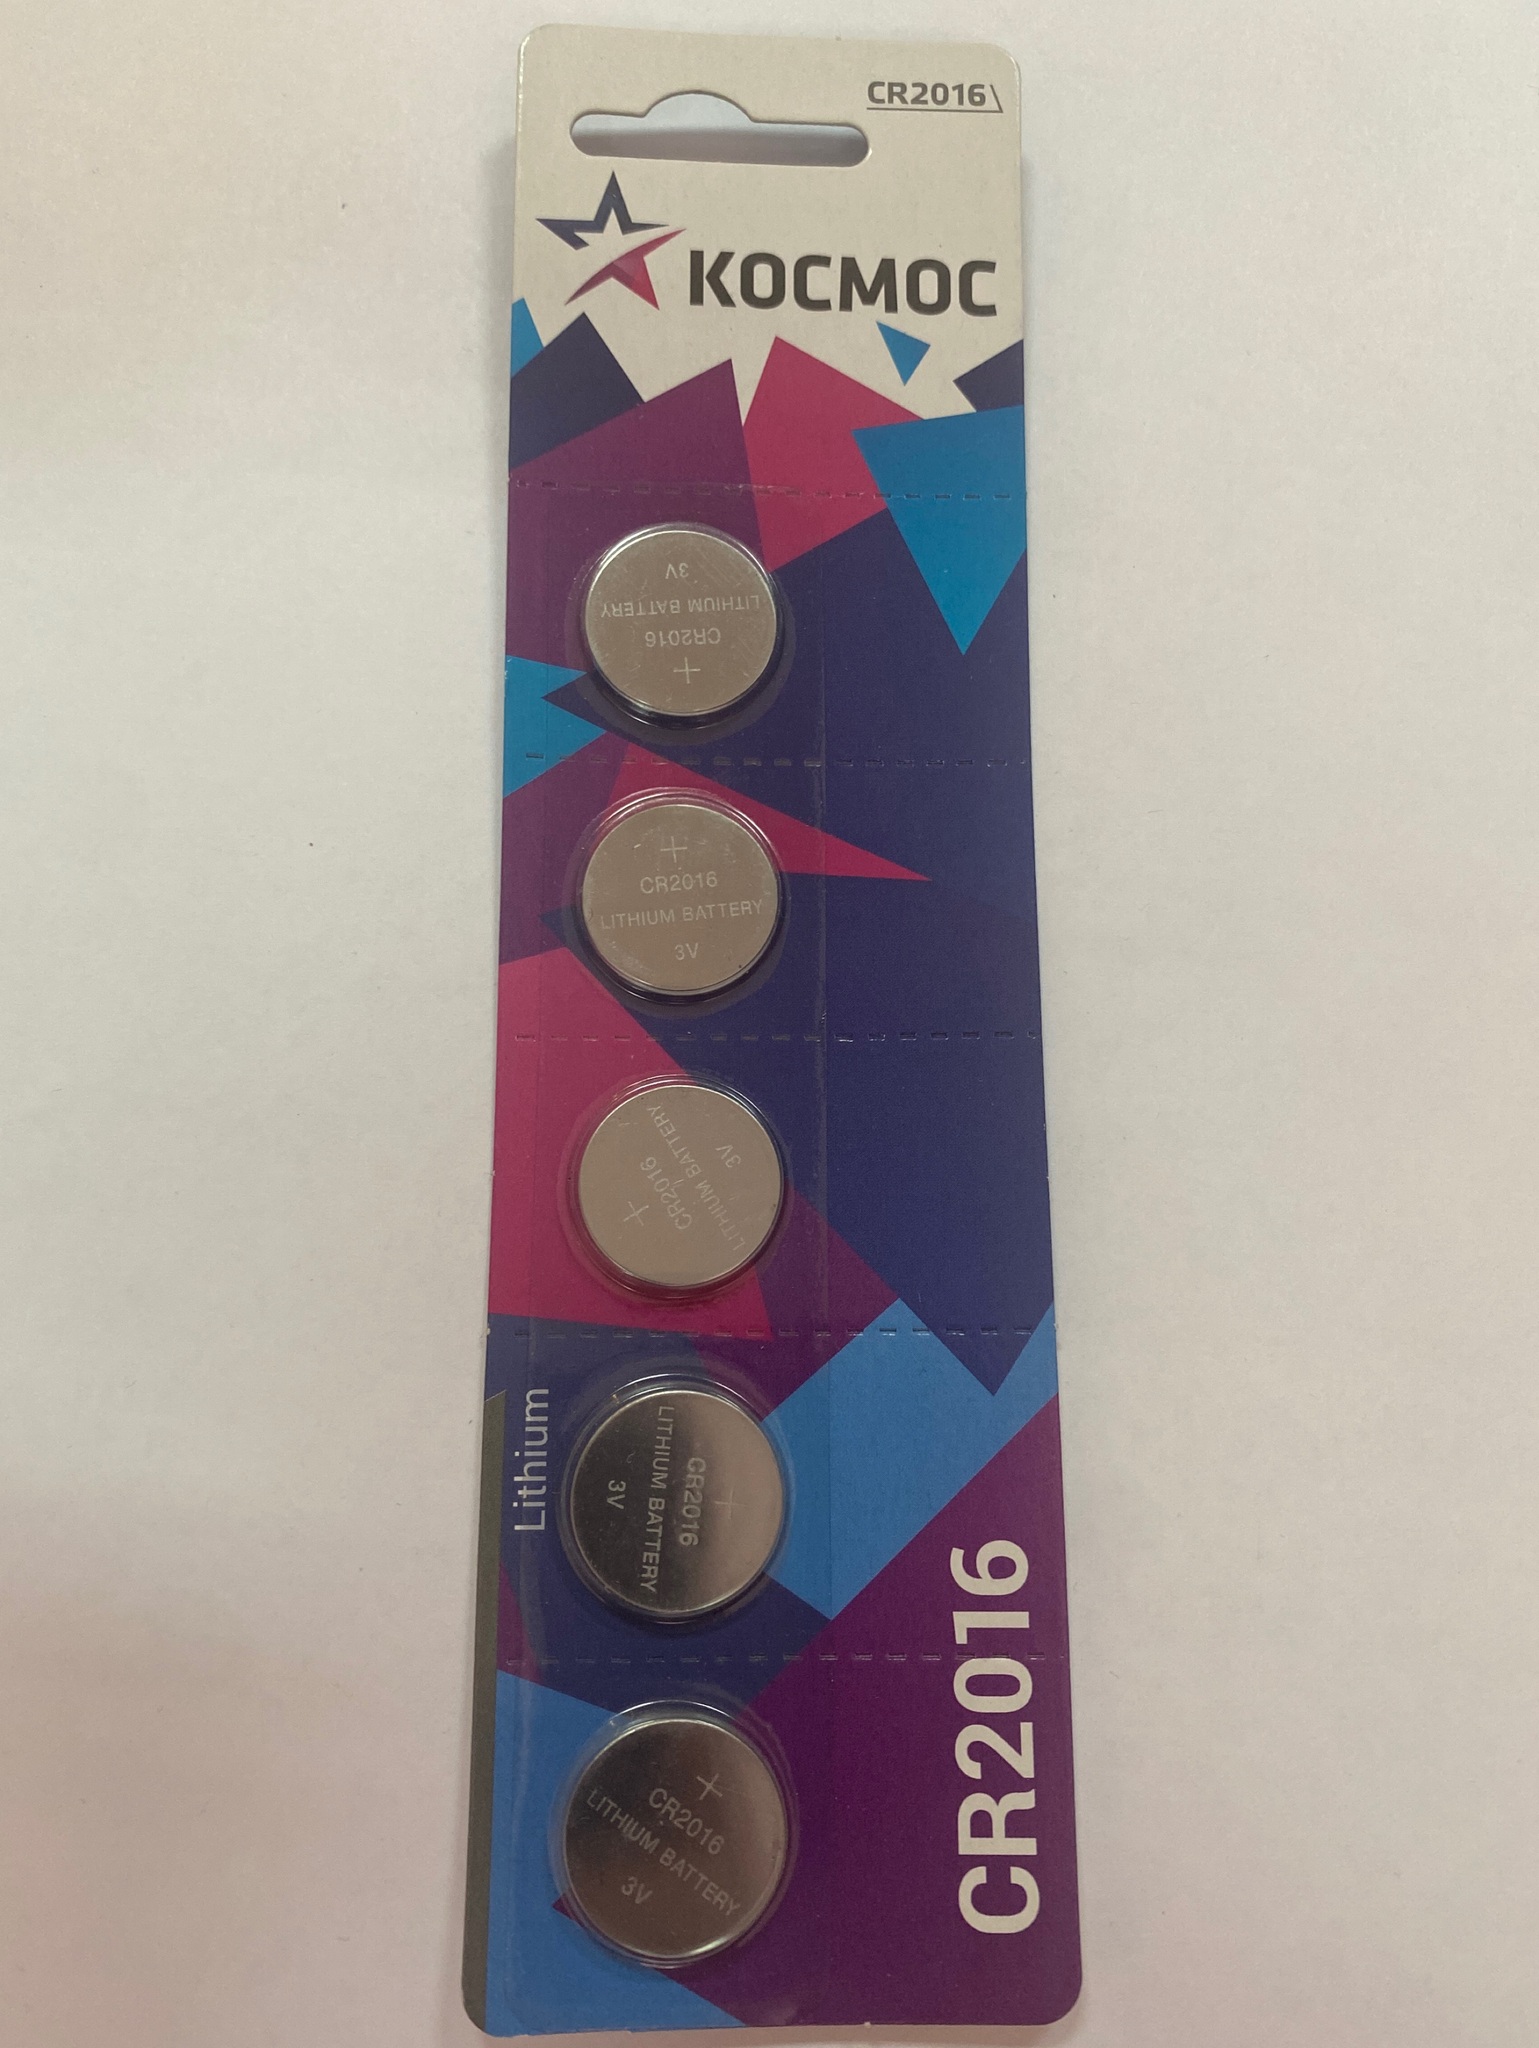 CR2016
КОСМОС
3V
LITHIUM BATTERY
CR2016
+
+
CR2016
LITHIUM BATTERY
3V
+
CR2016
LITHIUM BATTERY
3V
Lithium
+
CR2016
LITHIUM BATTERY
3V
CR2016
+
CR2016
LITHIUM BATTERY
3V